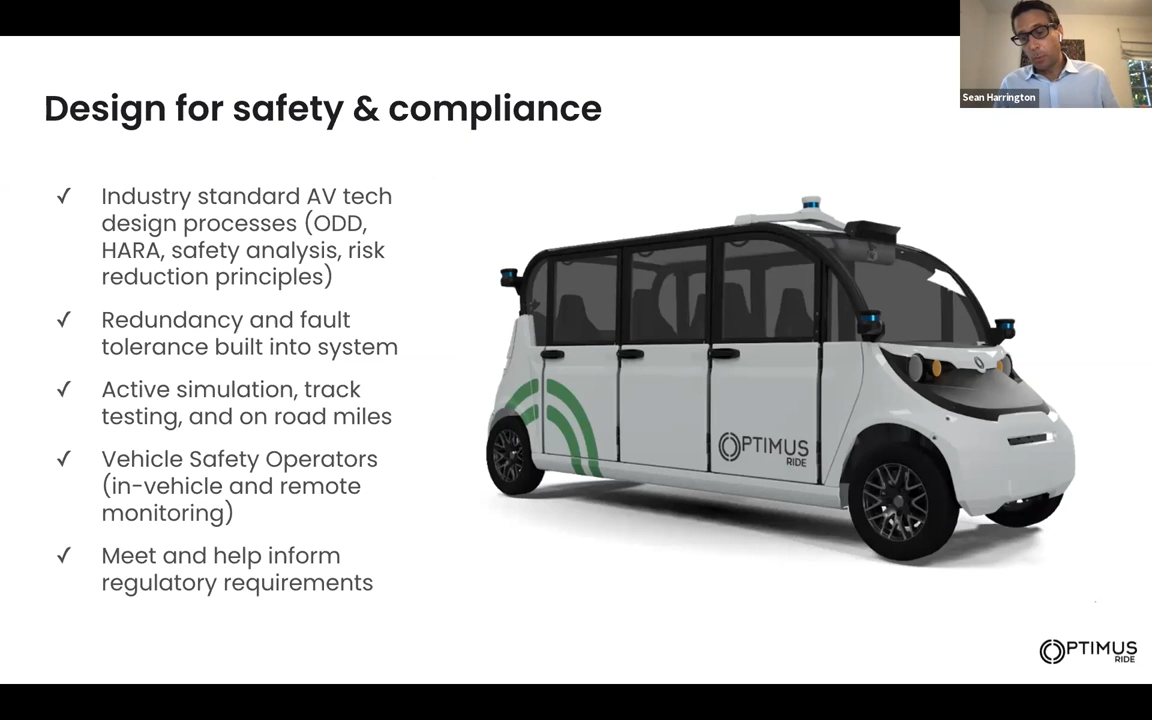 Sean Harrington
Design for safety & compliance
✓ Industry standard AV tech
design processes (ODD,
HARA, safety analysis, risk
reduction principles)
✓ Redundancy and fault
tolerance built into system
✓ Active simulation, track
testing, and on road miles
✓ Vehicle Safety Operators
(in-vehicle and remote
monitoring)
✓ Meet and help inform
regulatory requirements
OPTIMUS
RIDE
OPTIMUS
RIDE